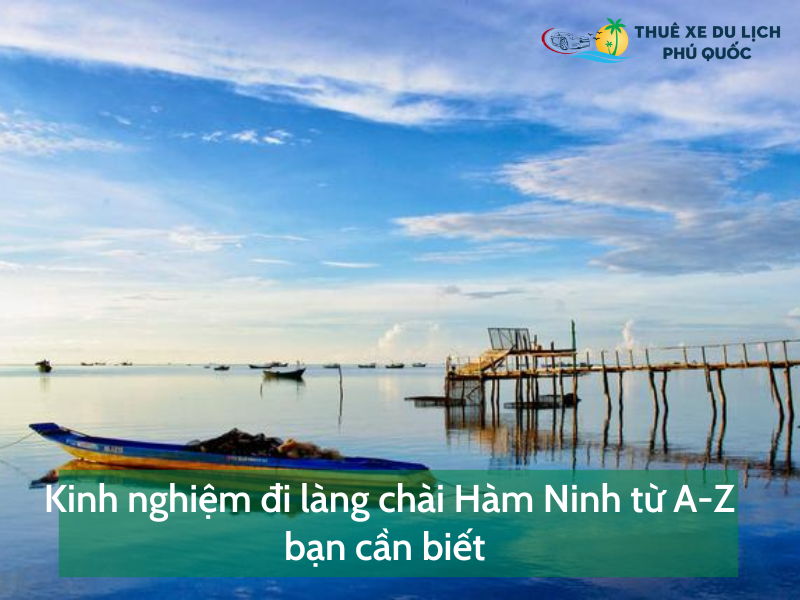 THUÊ XE DU LỊCH
PHÚ QUỐC
Kinh nghiệm đi làng chài Hàm Ninh từ A-Z
bạn cần biết